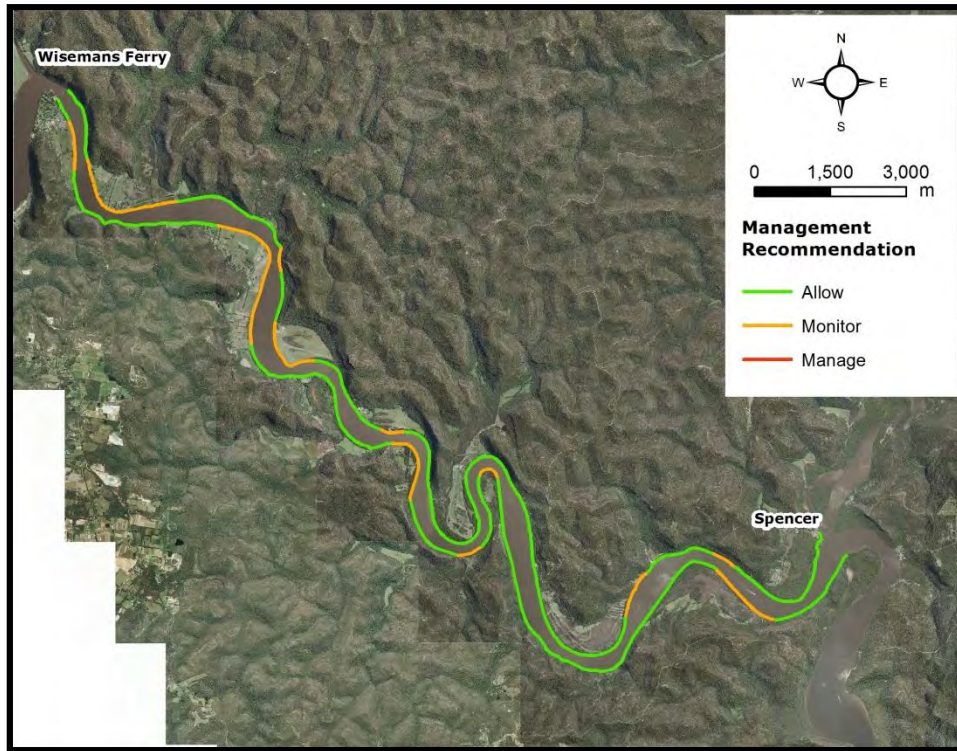 Wisemans Ferry
N
W E
S
0 1,500 3,000
m
Management
Recommendation
Allow
Monitor
Manage
Spencer